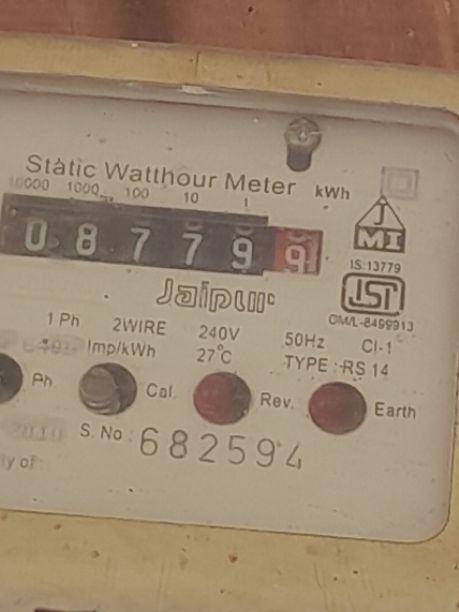 Static Watthour Meter kWh
10000 1000 100 10 1
0 8 7 7 9 9
J
MI
IS:13779
ISI
CM/L-8499913
Jaipur
1 Ph 2WIRE 240V 50Hz Cl-1
Imp/kWh 27°C TYPE :-RS 14
Ph. Cal. Rev. Earth
S. No : 682594
y of